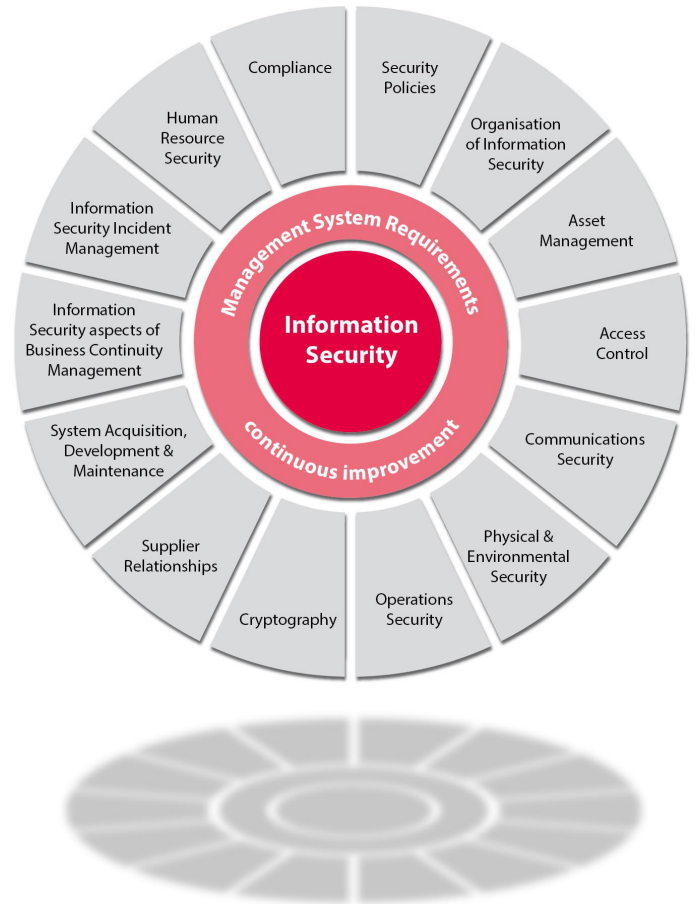 Compliance
Security
Policies
Organisation
of Information
Security
Asset
Management
Access
Control
Communications
Security
Physical &
Environmental
Security
Operations
Security
Cryptography
Supplier
Relationships
System Acquisition,
Development &
Maintenance
Information
Security aspects of
Business Continuity
Management
Information
Security Incident
Management
Human
Resource
Security
Management System Requirements
Information
Security
continuous improvement